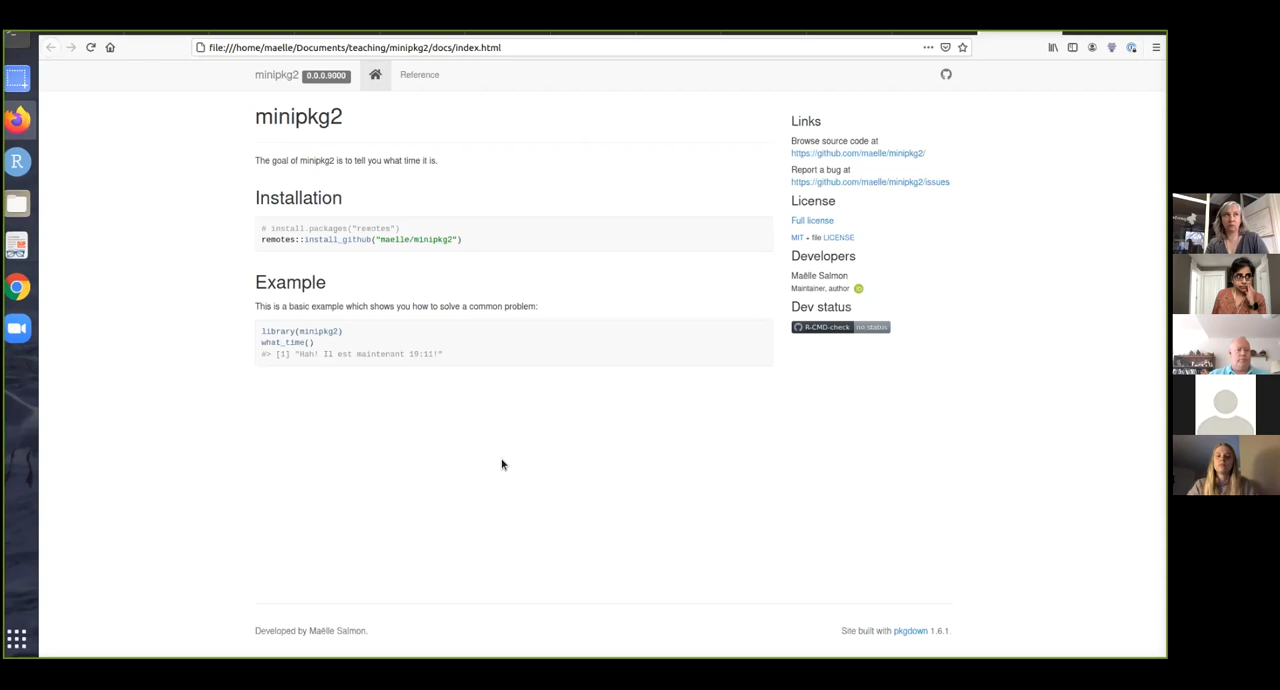 file:///home/maelle/Documents/teaching/minipkg2/docs/index.html
minipkg2 0.0.0.9000 Reference
minipkg2
The goal of minipkg2 is to tell you what time it is.
Installation
# install.packages("remotes")
remotes::install_github("maelle/minipkg2")
Example
This is a basic example which shows you how to solve a common problem:
library(minipkg2)
what_time()
#> [1] "Hah! Il est maintenant 19:11!"
Links
Browse source code at
https://github.com/maelle/minipkg2/
Report a bug at
https://github.com/maelle/minipkg2/issues
License
Full license
MIT + file LICENSE
Developers
Maëlle Salmon
Maintainer, author iD
Dev status
R-CMD-check no status
Developed by Maëlle Salmon.
Site built with pkgdown 1.6.1.
R